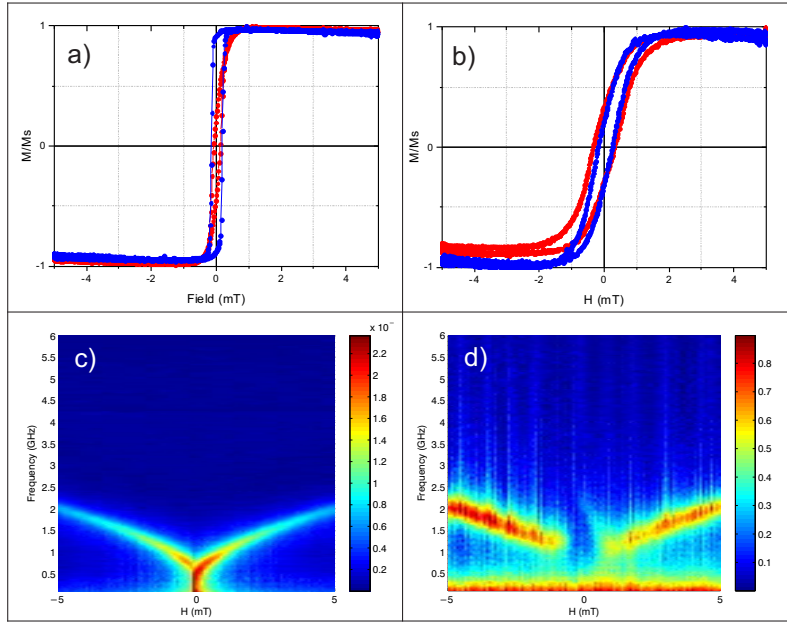 a)
1
0
-1
M/Ms
-4 -2 0 2 4
Field (mT)
b)
1
0
-1
M/Ms
-4 -2 0 2 4
H (mT)
c)
6
5.5
5
4.5
4
3.5
3
2.5
2
1.5
1
0.5
Frequency (GHz)
−5 0 5
H (mT)
x 10⁻
2.2
2
1.8
1.6
1.4
1.2
1
0.8
0.6
0.4
0.2
d)
6
5.5
5
4.5
4
3.5
3
2.5
2
1.5
1
0.5
Frequency (GHz)
−5 0 5
H (mT)
0.8
0.7
0.6
0.5
0.4
0.3
0.2
0.1